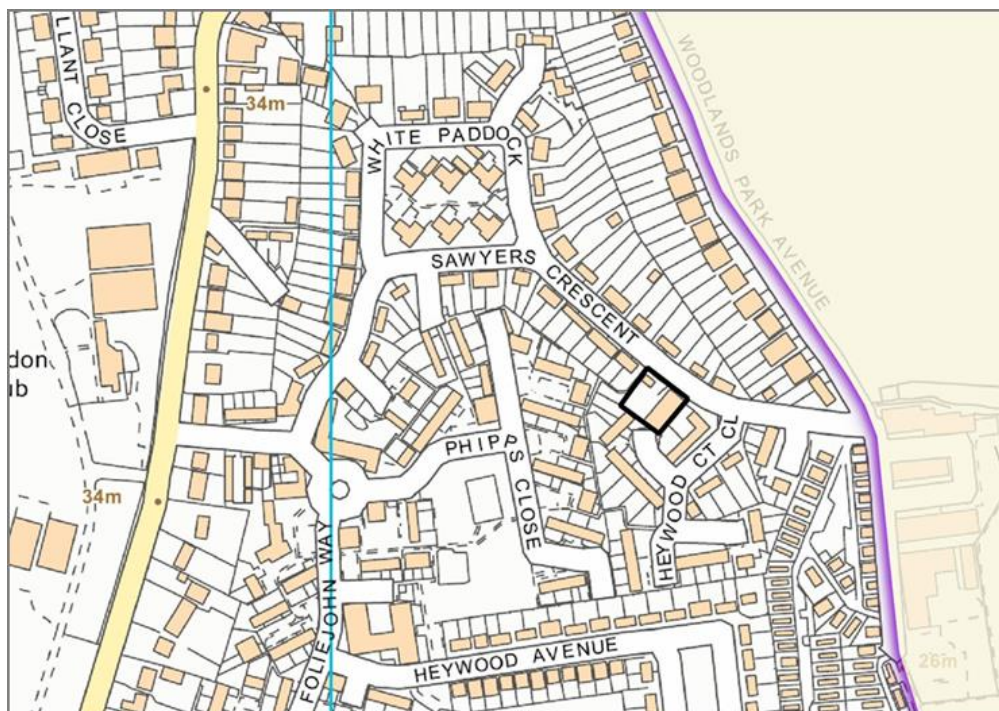 LLANT CLOSE
34m
WHITE PADDOCK
WOODLANDS PARK AVENUE
SAWYERS CRESCENT
don
ub
PHIPPS CLOSE
HEYWOOD CT CL
34m
FOLIEJOHN WAY
HEYWOOD AVENUE
26m